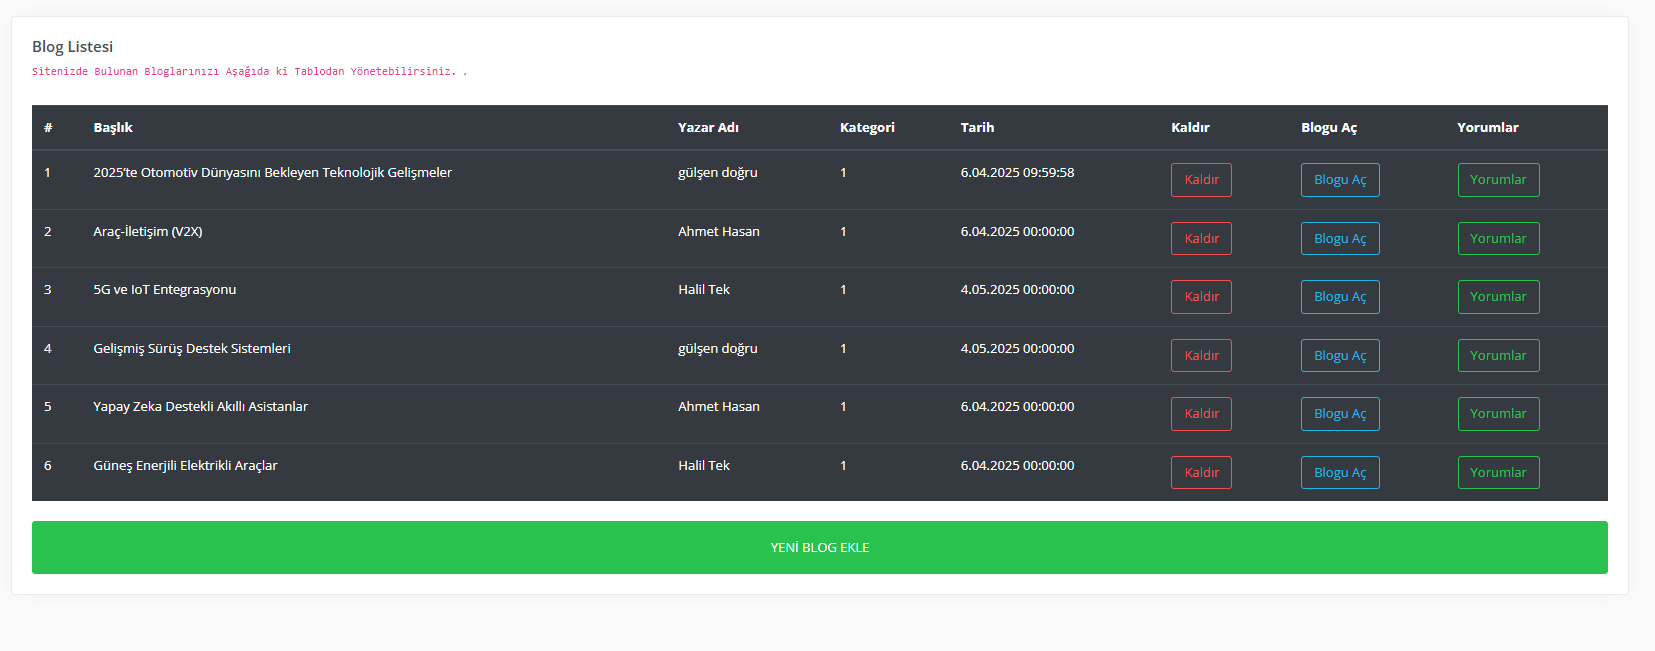 Blog Listesi
Sitenizde Bulunan Bloglarınızı Aşağıda ki Tablodan Yönetebilirsiniz. .
# Başlık Yazar Adı Kategori Tarih Kaldır Blogu Aç Yorumlar
1 2025’te Otomotiv Dünyasını Bekleyen Teknolojik Gelişmeler gülşen doğru 1 6.04.2025 09:59:58 Kaldır Blogu Aç Yorumlar
2 Araç-İletişim (V2X) Ahmet Hasan 1 6.04.2025 00:00:00 Kaldır Blogu Aç Yorumlar
3 5G ve IoT Entegrasyonu Halil Tek 1 4.05.2025 00:00:00 Kaldır Blogu Aç Yorumlar
4 Gelişmiş Sürüş Destek Sistemleri gülşen doğru 1 4.05.2025 00:00:00 Kaldır Blogu Aç Yorumlar
5 Yapay Zeka Destekli Akıllı Asistanlar Ahmet Hasan 1 6.04.2025 00:00:00 Kaldır Blogu Aç Yorumlar
6 Güneş Enerjili Elektrikli Araçlar Halil Tek 1 6.04.2025 00:00:00 Kaldır Blogu Aç Yorumlar
YENİ BLOG EKLE